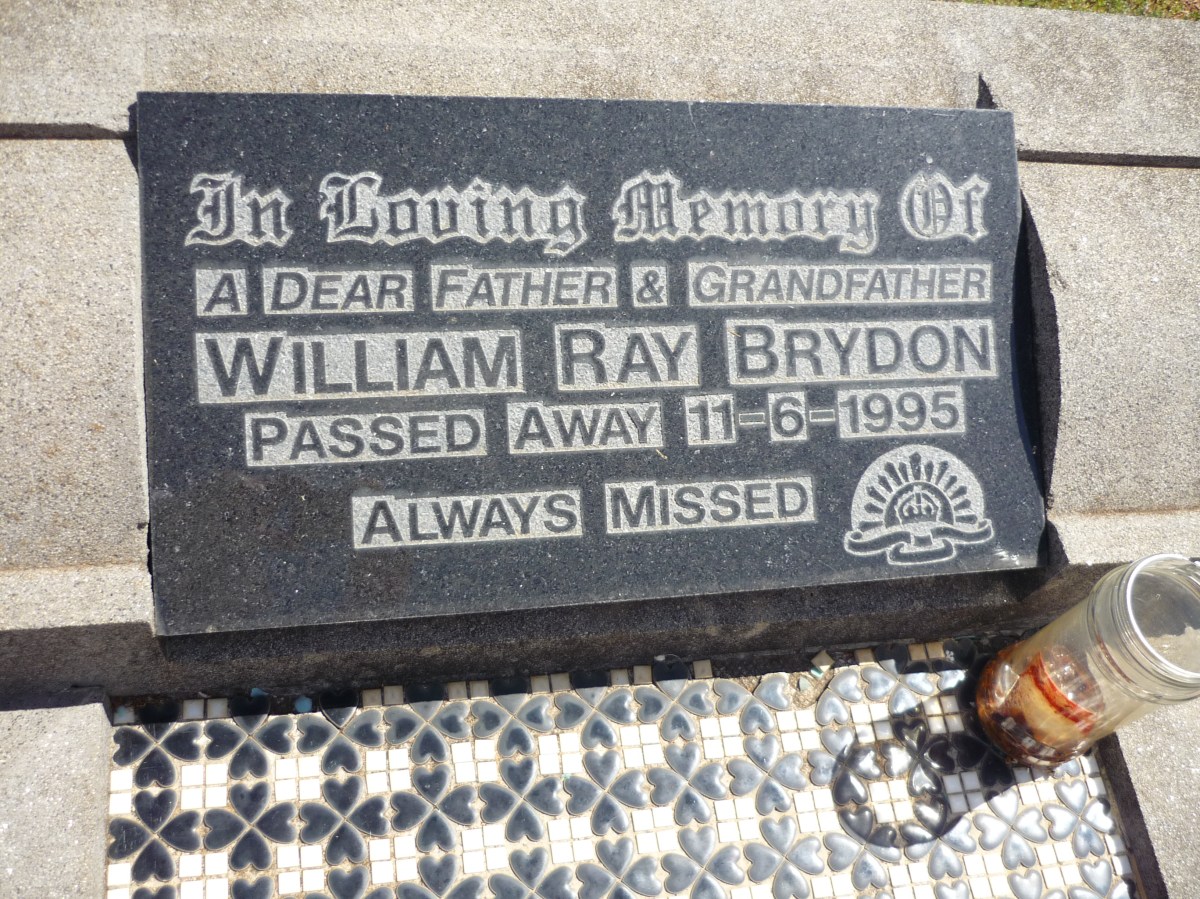 In Loving Memory Of
A DEAR FATHER & GRANDFATHER
WILLIAM RAY BRYDON
PASSED AWAY 11-6-1995
ALWAYS MISSED